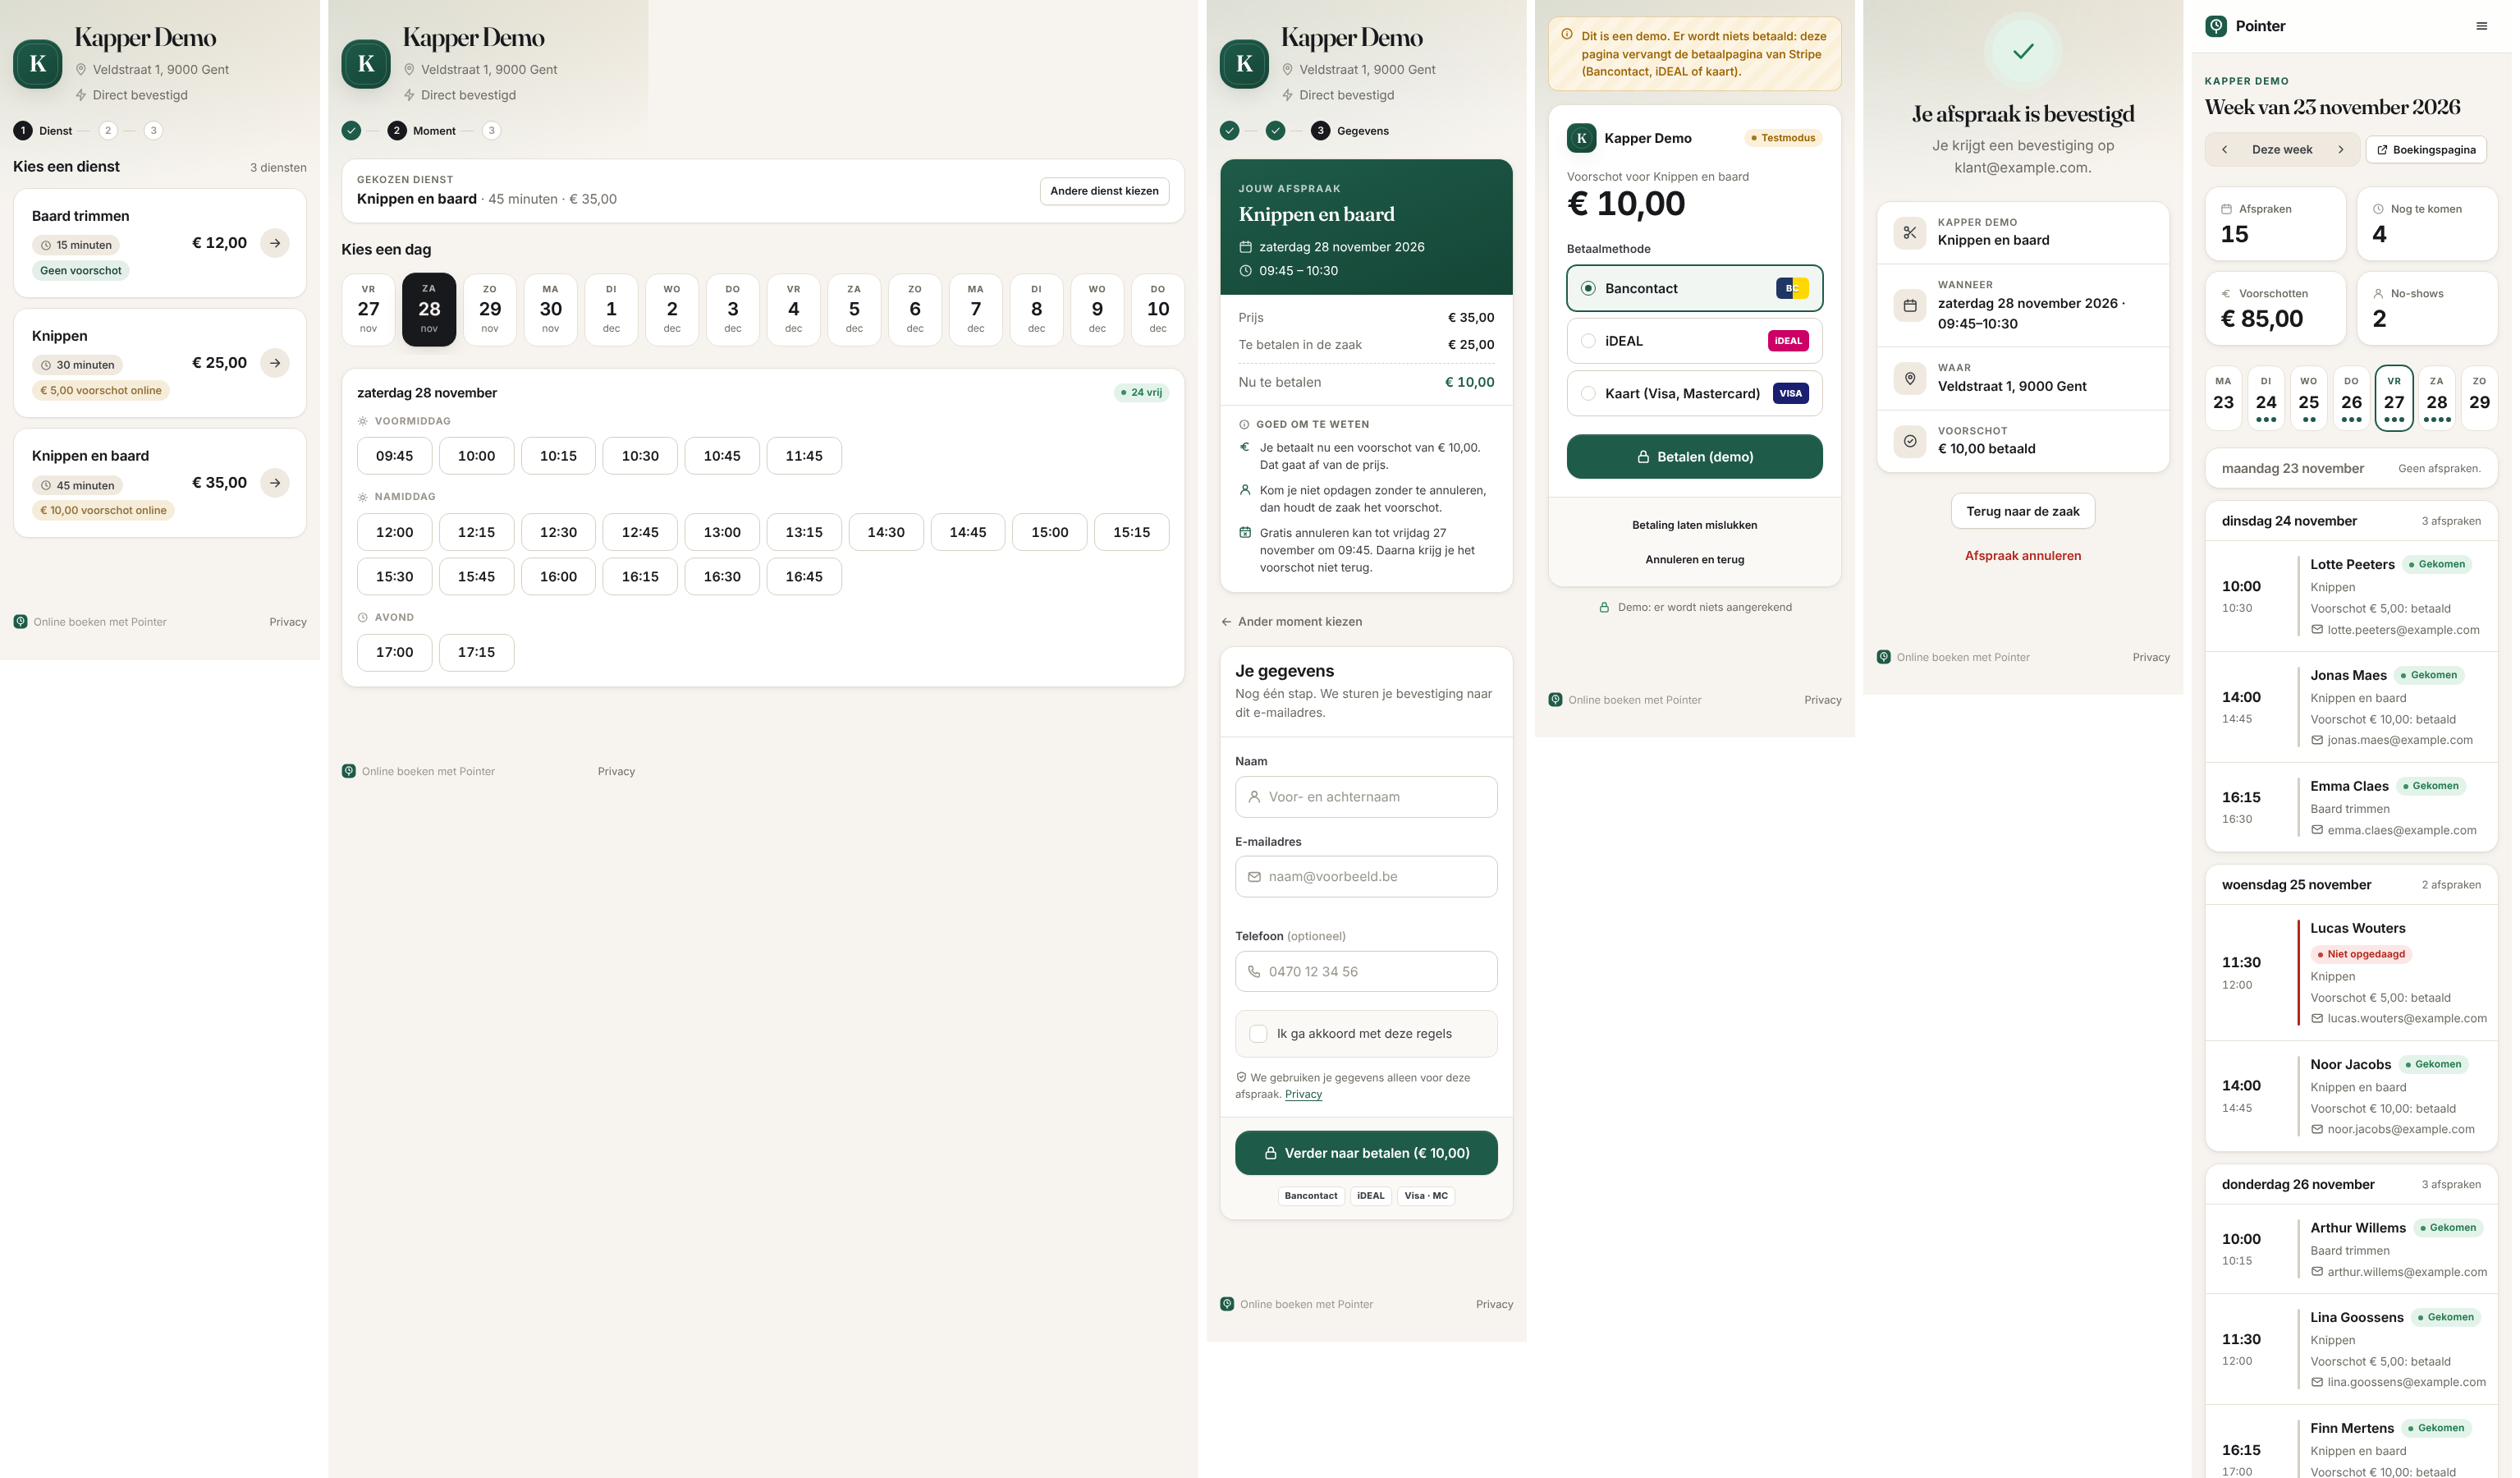 K
Kapper Demo
Veldstraat 1, 9000 Gent
Direct bevestigd
1 Dienst 2 3
Kies een dienst 3 diensten
Baard trimmen
15 minuten
Geen voorschot
€ 12,00
Knippen
30 minuten
€ 5,00 voorschot online
€ 25,00
Knippen en baard
45 minuten
€ 10,00 voorschot online
€ 35,00
Online boeken met Pointer Privacy
K
Kapper Demo
Veldstraat 1, 9000 Gent
Direct bevestigd
2 Moment 3
GEKOZEN DIENST
Knippen en baard · 45 minuten · € 35,00
Andere dienst kiezen
Kies een dag
VR ZA ZO MA DI WO DO VR ZA ZO MA DI WO DO
27 28 29 30 1 2 3 4 5 6 7 8 9 10
nov nov nov nov dec dec dec dec dec dec dec dec dec dec
zaterdag 28 november 24 vrij
VOORMIDDAG
09:45 10:00 10:15 10:30 10:45 11:45
NAMIDDAG
12:00 12:15 12:30 12:45 13:00 13:15 14:30 14:45 15:00 15:15
15:30 15:45 16:00 16:15 16:30 16:45
AVOND
17:00 17:15
Online boeken met Pointer Privacy
K
Kapper Demo
Veldstraat 1, 9000 Gent
Direct bevestigd
3 Gegevens
JOUW AFSPRAAK
Knippen en baard
zaterdag 28 november 2026
09:45 – 10:30
Prijs € 35,00
Te betalen in de zaak € 25,00
Nu te betalen € 10,00
GOED OM TE WETEN
€ Je betaalt nu een voorschot van € 10,00.
Dat gaat af van de prijs.
Kom je niet opdagen zonder te annuleren,
dan houdt de zaak het voorschot.
Gratis annuleren kan tot vrijdag 27
november om 09:45. Daarna krijg je het
voorschot niet terug.
Ander moment kiezen
Je gegevens
Nog één stap. We sturen je bevestiging naar
dit e-mailadres.
Naam
Voor- en achternaam
E-mailadres
naam@voorbeeld.be
Telefoon (optioneel)
0470 12 34 56
Ik ga akkoord met deze regels
We gebruiken je gegevens alleen voor deze
afspraak. Privacy
Verder naar betalen (€ 10,00)
Bancontact iDEAL Visa · MC
Online boeken met Pointer Privacy
Dit is een demo. Er wordt niets betaald: deze
pagina vervangt de betaalpagina van Stripe
(Bancontact, iDEAL of kaart).
K Kapper Demo Testmodus
Voorschot voor Knippen en baard
€ 10,00
Betaalmethode
Bancontact BC
iDEAL iDEAL
Kaart (Visa, Mastercard) VISA
Betalen (demo)
Betaling laten mislukken
Annuleren en terug
Demo: er wordt niets aangerekend
Online boeken met Pointer Privacy
Je afspraak is bevestigd
Je krijgt een bevestiging op
klant@example.com.
KAPPER DEMO
Knippen en baard
WANNEER
zaterdag 28 november 2026 ·
09:45–10:30
WAAR
Veldstraat 1, 9000 Gent
VOORSCHOT
€ 10,00 betaald
Terug naar de zaak
Afspraak annuleren
Online boeken met Pointer Privacy
Pointer
KAPPER DEMO
Week van 23 november 2026
Deze week Boekingspagina
Afspraken
15
Nog te komen
4
€ Voorschotten
€ 85,00
No-shows
2
MA DI WO DO VR ZA ZO
23 24 25 26 27 28 29
maandag 23 november Geen afspraken.
dinsdag 24 november 3 afspraken
10:00
10:30
Lotte Peeters Gekomen
Knippen
Voorschot € 5,00: betaald
lotte.peeters@example.com
14:00
14:45
Jonas Maes Gekomen
Knippen en baard
Voorschot € 10,00: betaald
jonas.maes@example.com
16:15
16:30
Emma Claes Gekomen
Baard trimmen
emma.claes@example.com
woensdag 25 november 2 afspraken
11:30
12:00
Lucas Wouters
Niet opgedaagd
Knippen
Voorschot € 5,00: betaald
lucas.wouters@example.com
14:00
14:45
Noor Jacobs Gekomen
Knippen en baard
Voorschot € 10,00: betaald
noor.jacobs@example.com
donderdag 26 november 3 afspraken
10:00
10:15
Arthur Willems Gekomen
Baard trimmen
arthur.willems@example.com
11:30
12:00
Lina Goossens Gekomen
Knippen
Voorschot € 5,00: betaald
lina.goossens@example.com
16:15
17:00
Finn Mertens Gekomen
Knippen en baard
Voorschot € 10,00: betaald